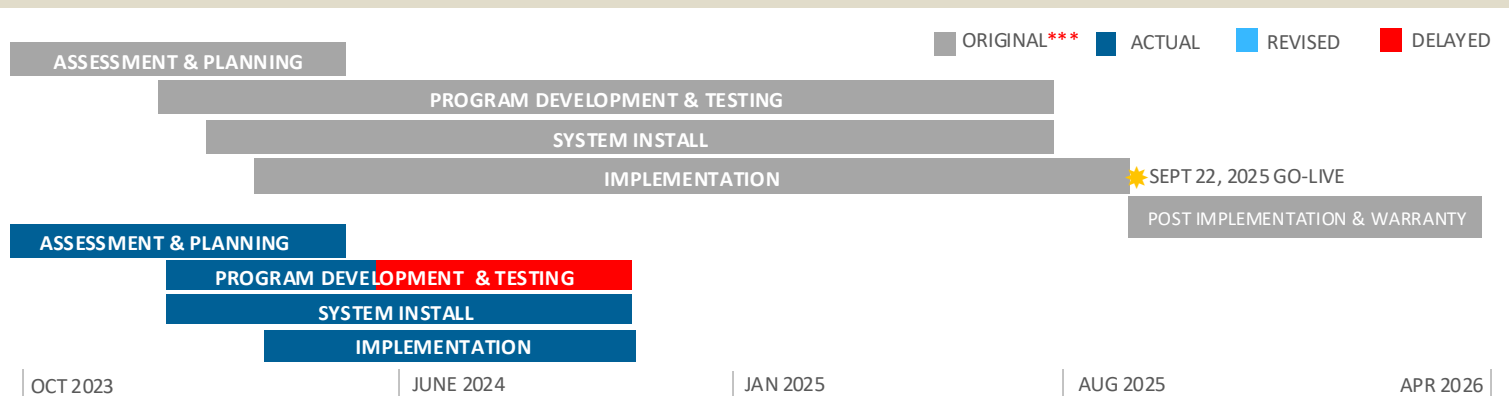 ORIGINAL*** ACTUAL REVISED DELAYED
ASSESSMENT & PLANNING
PROGRAM DEVELOPMENT & TESTING
SYSTEM INSTALL
IMPLEMENTATION
SEPT 22, 2025 GO-LIVE
POST IMPLEMENTATION & WARRANTY
ASSESSMENT & PLANNING
PROGRAM DEVELOPMENT & TESTING
SYSTEM INSTALL
IMPLEMENTATION
OCT 2023 JUNE 2024 JAN 2025 AUG 2025 APR 2026